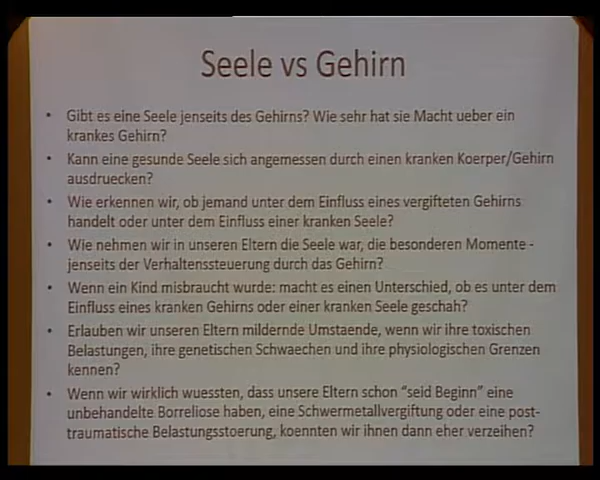 Seele vs Gehirn
• Gibt es eine Seele jenseits des Gehirns? Wie sehr hat sie Macht ueber ein
krankes Gehirn?
• Kann eine gesunde Seele sich angemessen durch einen kranken Koerper/Gehirn
ausdruecken?
• Wie erkennen wir, ob jemand unter dem Einfluss eines vergifteten Gehirns
handelt oder unter dem Einfluss einer kranken Seele?
• Wie nehmen wir in unseren Eltern die Seele war, die besonderen Momente -
jenseits der Verhaltenssteuerung durch das Gehirn?
• Wenn ein Kind misbraucht wurde: macht es einen Unterschied, ob es unter dem
Einfluss eines kranken Gehirns oder einer kranken Seele geschah?
• Erlauben wir unseren Eltern mildernde Umstaende, wenn wir ihre toxischen
Belastungen, ihre genetischen Schwaechen und ihre physiologischen Grenzen
kennen?
• Wenn wir wirklich wuessten, dass unsere Eltern schon “seid Beginn” eine
unbehandelte Borreliose haben, eine Schwermetallvergiftung oder eine post-
traumatische Belastungsstoerung, koennten wir ihnen dann eher verzeihen?